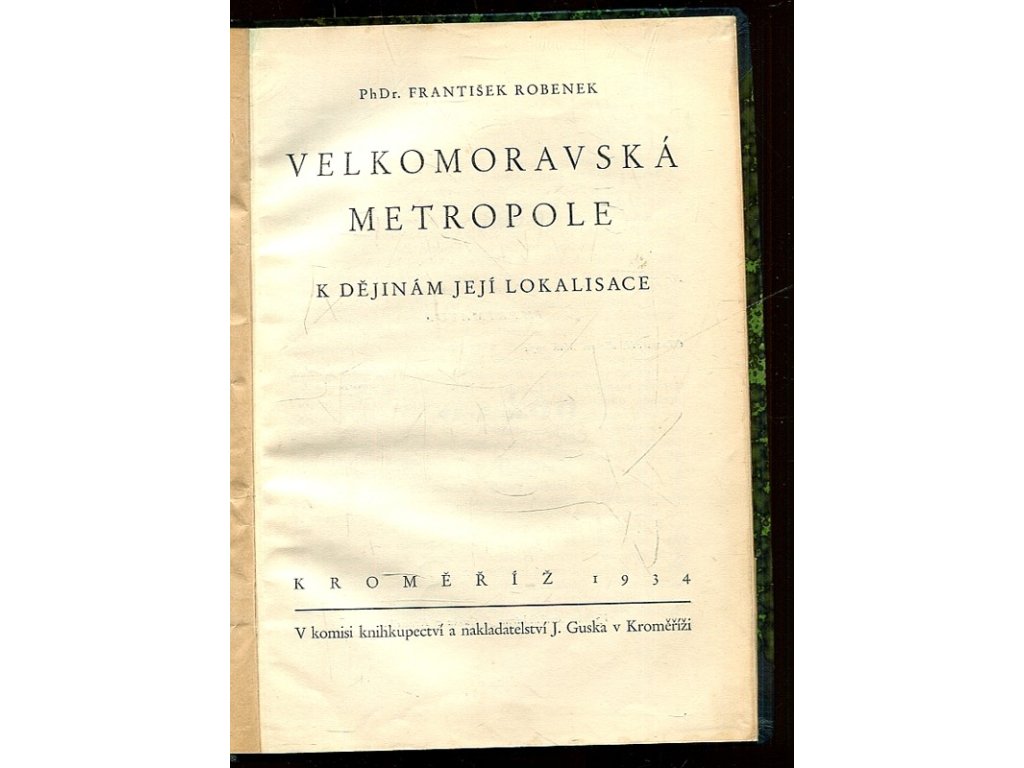 PhDr. FRANTIŠEK ROBENEK
VELKOMORAVSKÁ
METROPOLE
K DĚJINÁM JEJÍ LOKALISACE
KROMĚŘÍŽ 1934
V komisi knihkupectví a nakladatelství J. Guska v Kroměříži